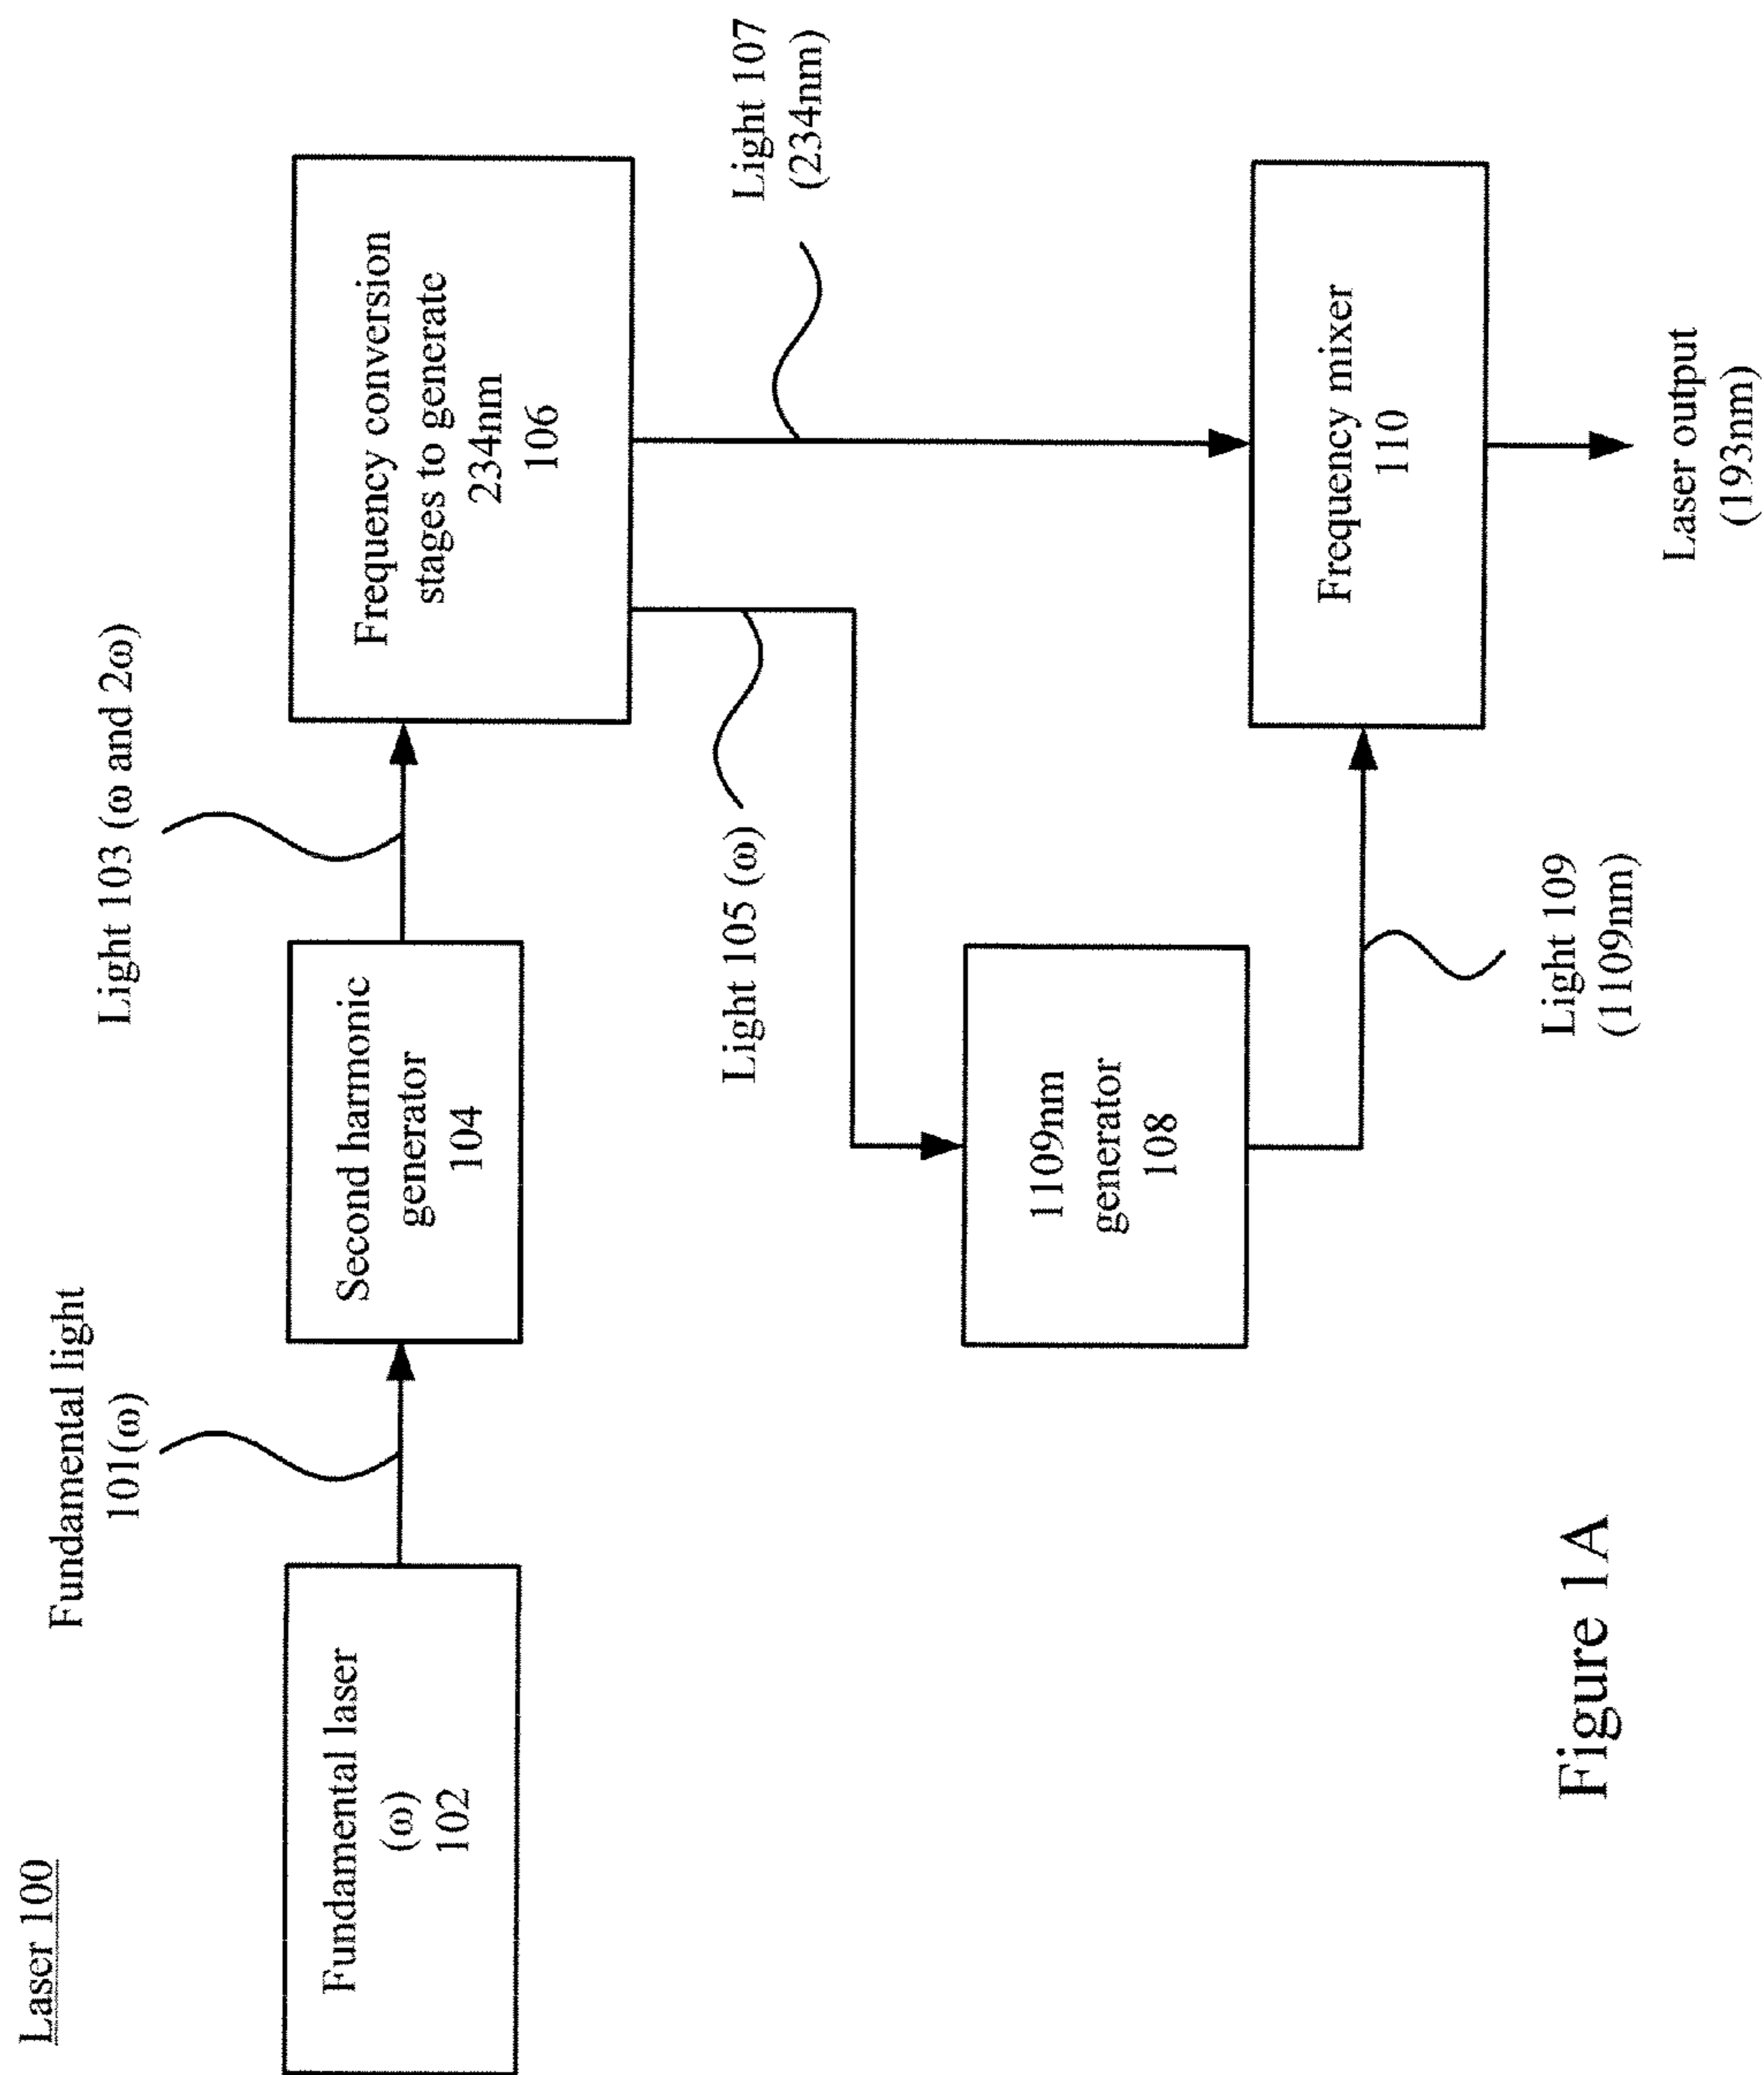 Laser 100
Fundamental light
101(ω)
Light 103 (ω and 2ω)
Fundamental laser
(ω)
102
Second harmonic
generator
104
Frequency conversion
stages to generate
234nm
106
Light 105 (ω)
Light 107
(234nm)
1109nm
generator
108
Frequency mixer
110
Light 109
(1109nm)
Laser output
(193nm)
Figure 1A